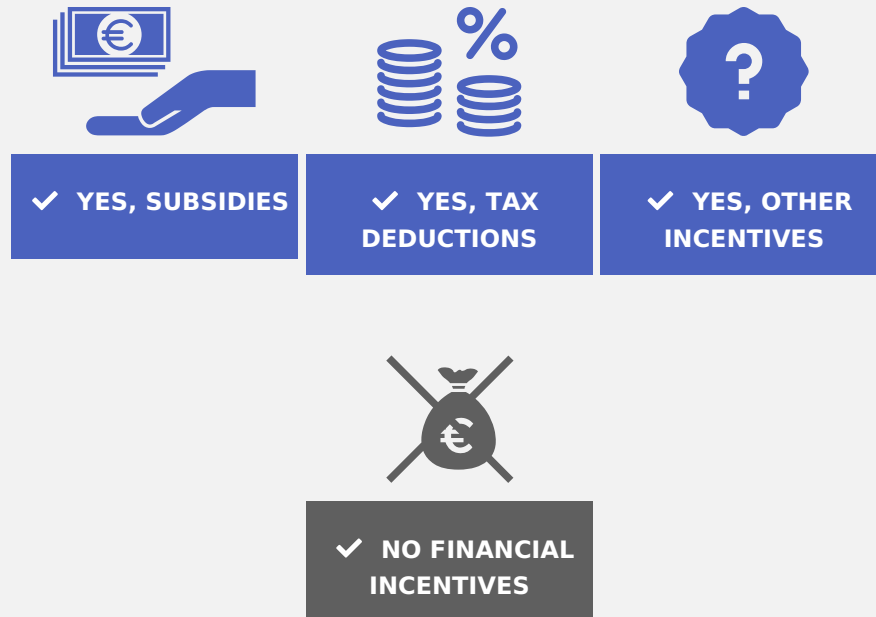 €
%
?
✓ YES, SUBSIDIES
✓ YES, TAX
DEDUCTIONS
✓ YES, OTHER
INCENTIVES
€
✓ NO FINANCIAL
INCENTIVES